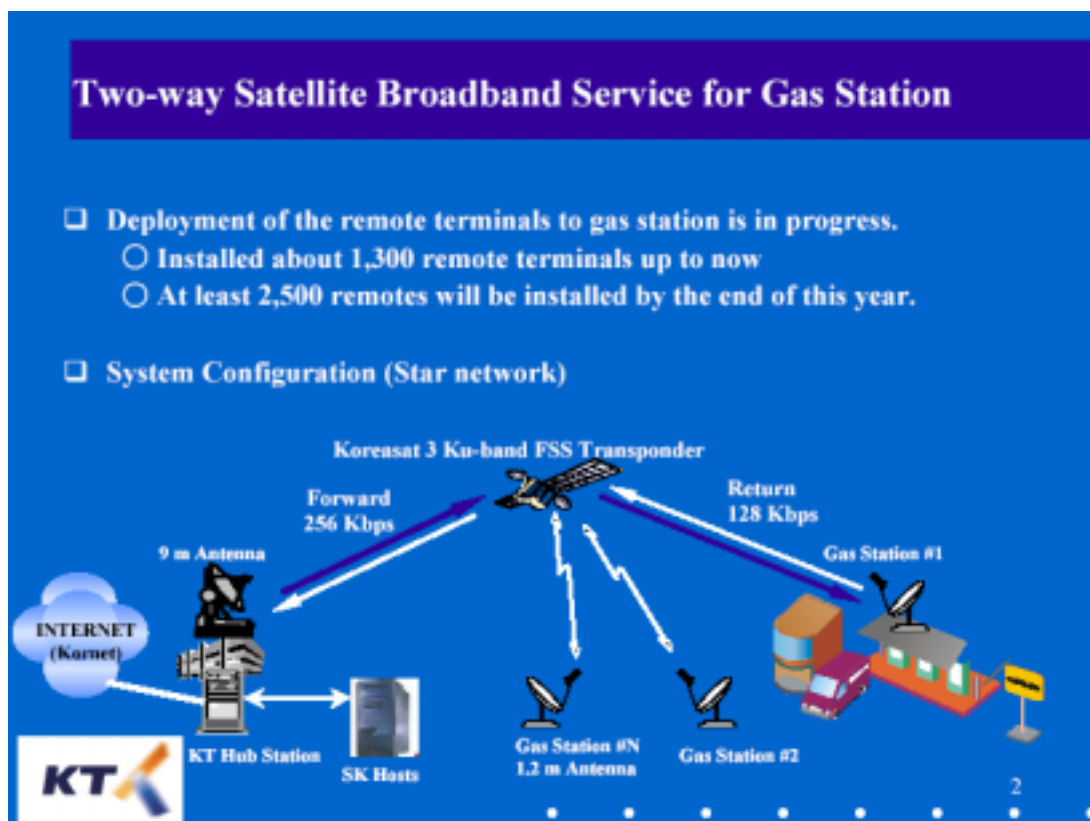 Two-way Satellite Broadband Service for Gas Station
❑ Deployment of the remote terminals to gas station is in progress.
○ Installed about 1,300 remote terminals up to now
○ At least 2,500 remotes will be installed by the end of this year.
❑ System Configuration (Star network)
Koreasat 3 Ku-band FSS Transponder
Forward
256 Kbps
Return
128 Kbps
9 m Antenna
Gas Station #1
INTERNET
(Kornet)
KT Hub Station
SK Hosts
Gas Station #N
1.2 m Antenna
Gas Station #2
KT
2